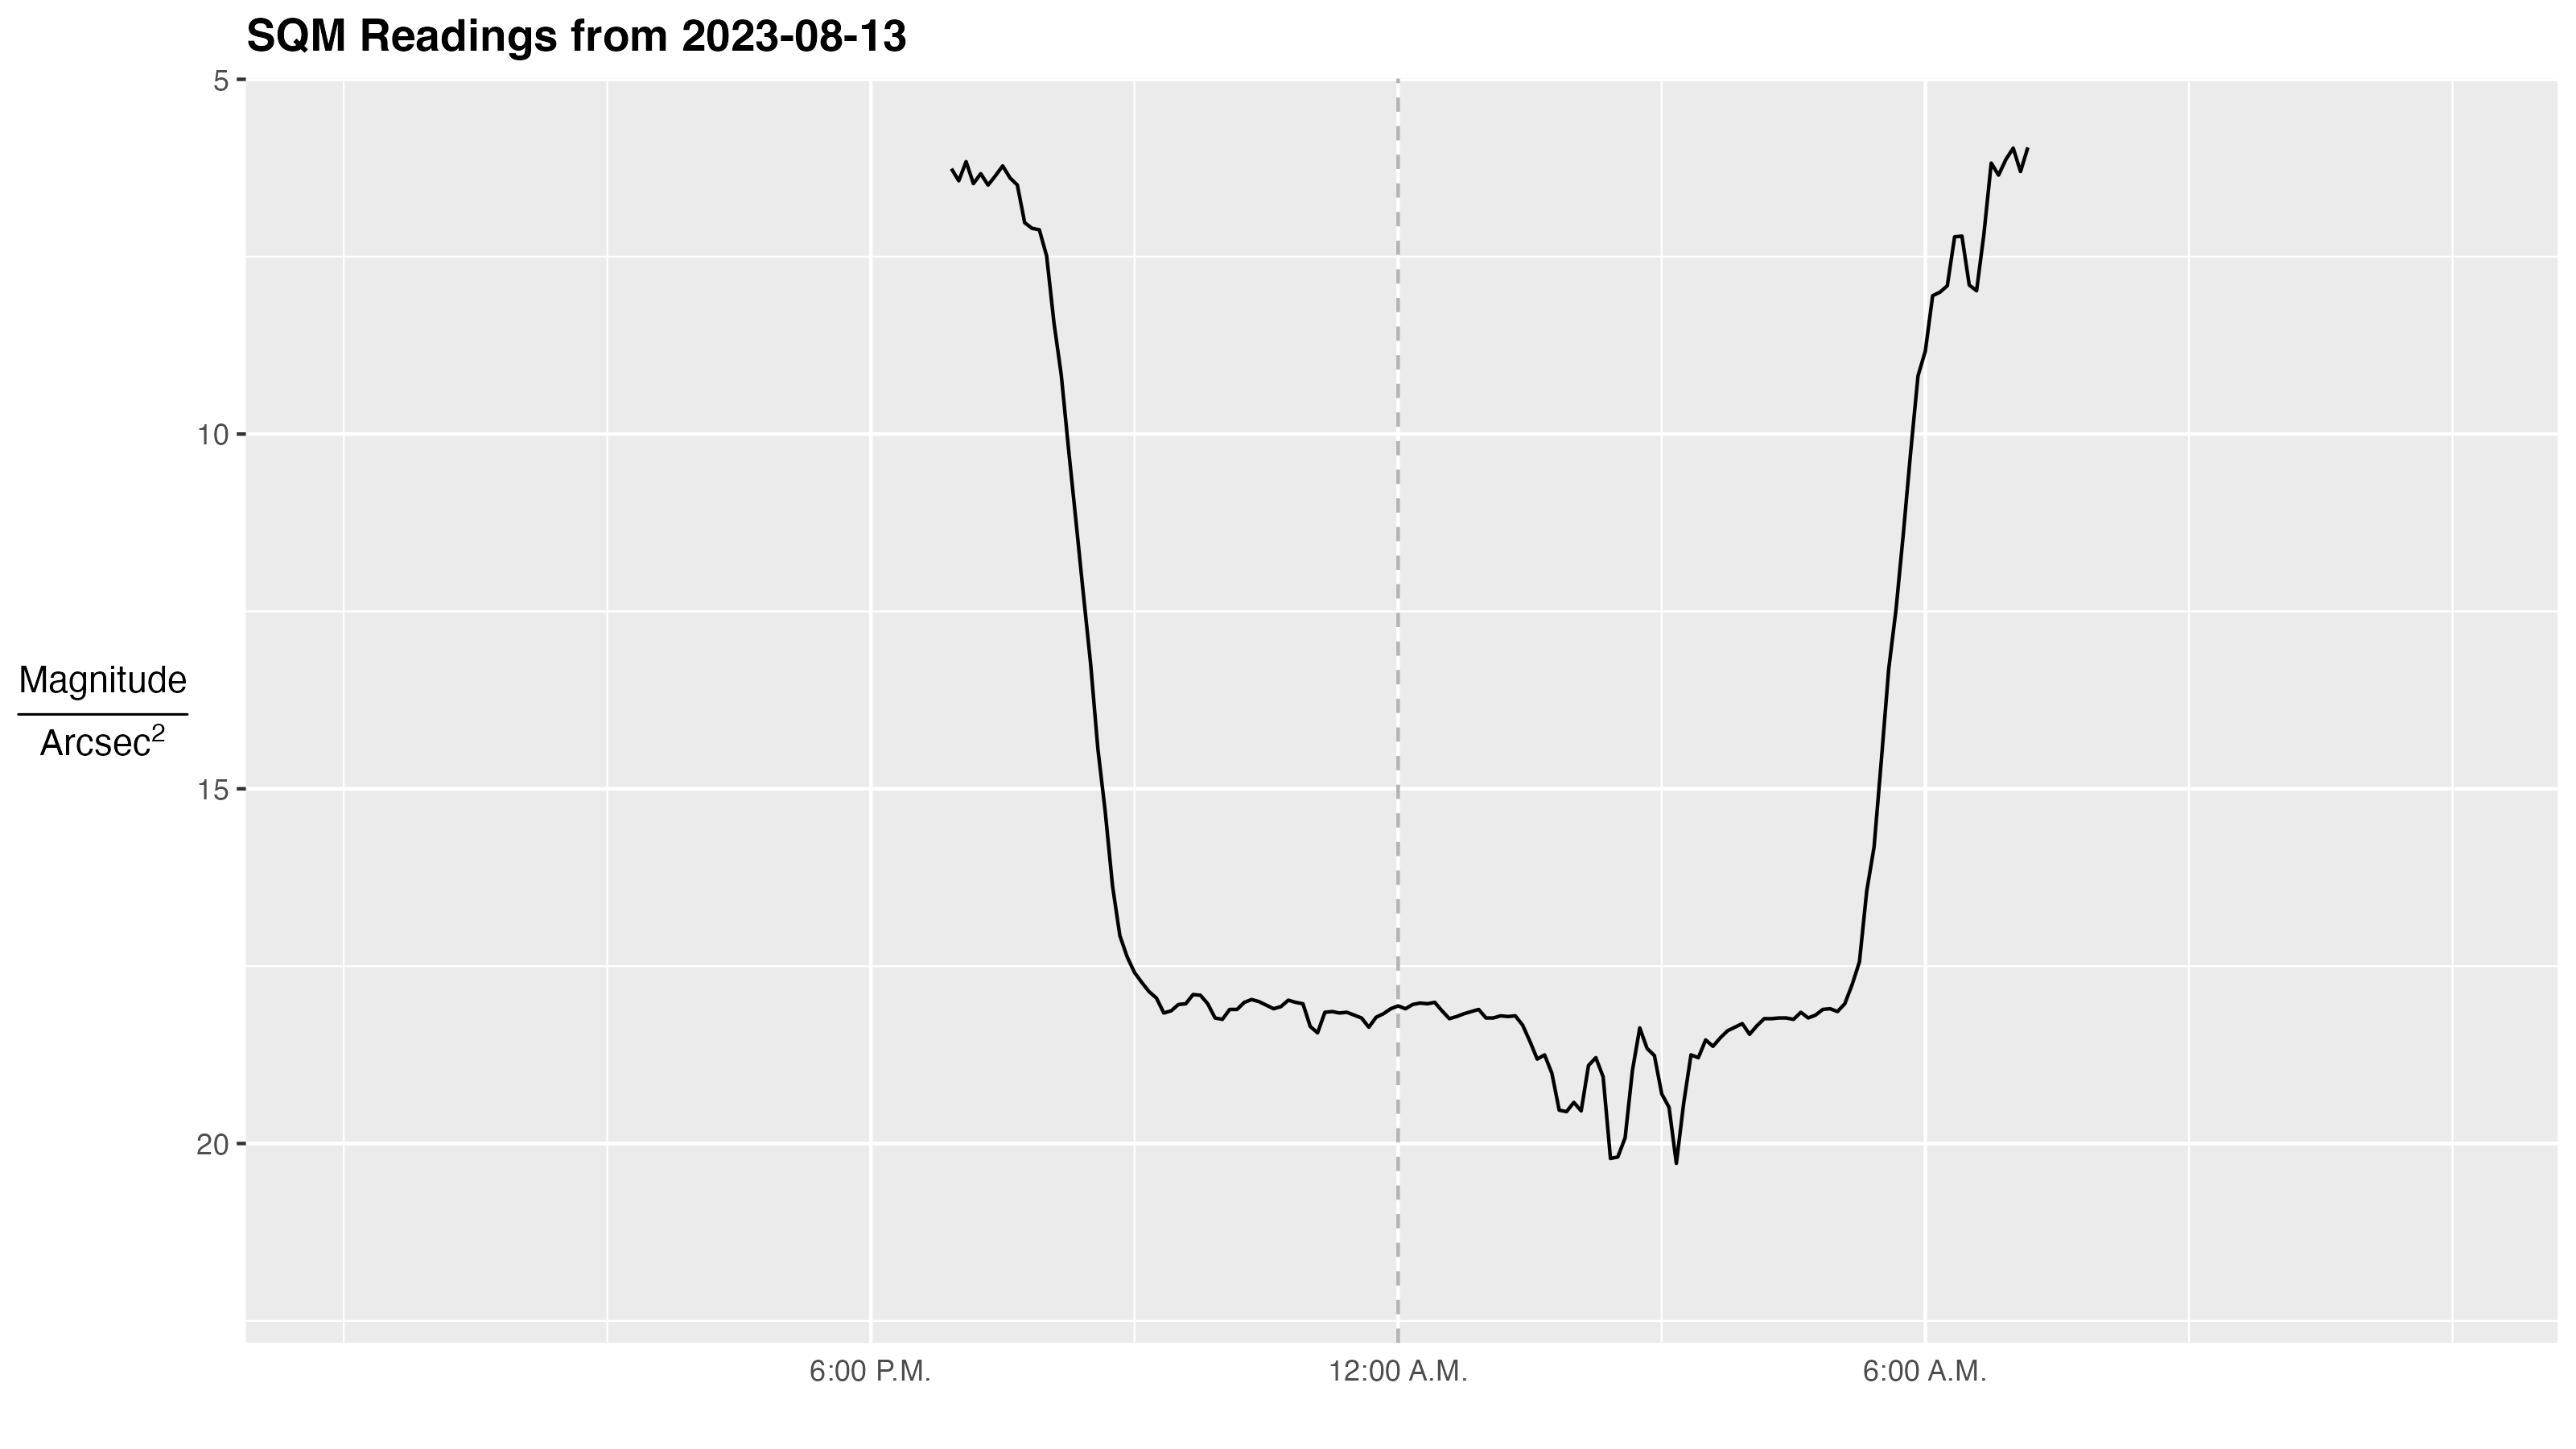 SQM Readings from 2023-08-13
5
10
Magnitude
Arcsec²
15
20
6:00 P.M.
12:00 A.M.
6:00 A.M.